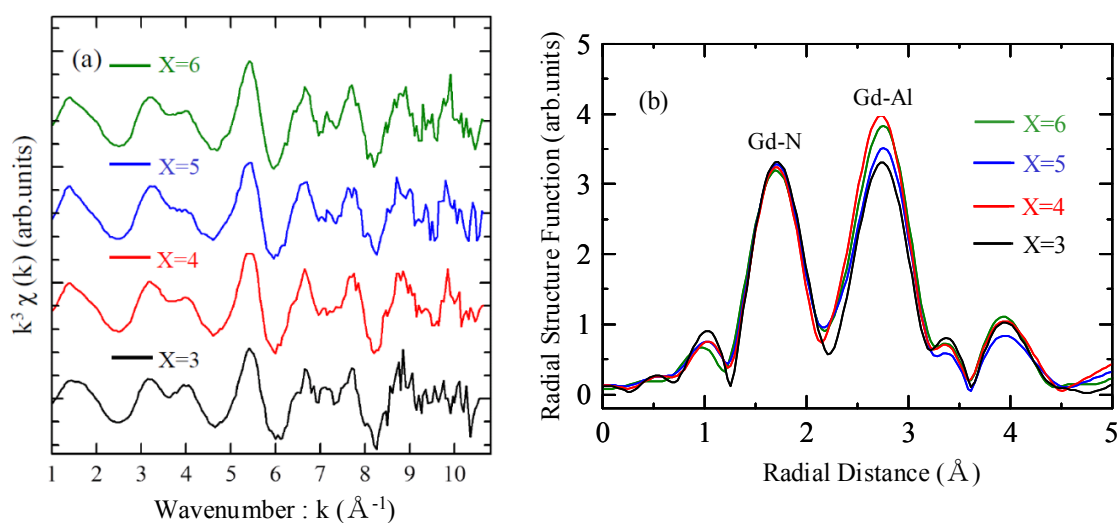 (a)
X=6
X=5
X=4
X=3
k³ χ (k) (arb.units)
1 2 3 4 5 6 7 8 9 10
Wavenumber : k (Å⁻¹)
(b)
Gd-N
Gd-Al
X=6
X=5
X=4
X=3
Radial Structure Function (arb.units)
5
4
3
2
1
0
0 1 2 3 4 5
Radial Distance (Å)